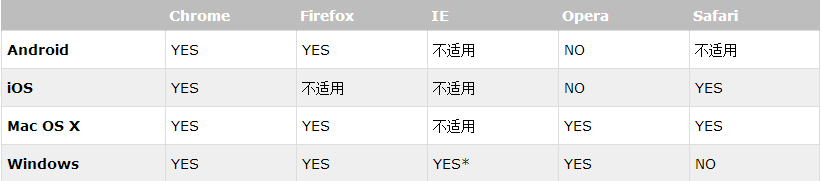 Chrome Firefox IE Opera Safari
Android YES YES 不适用 NO 不适用
iOS YES 不适用 不适用 NO YES
Mac OS X YES YES 不适用 YES YES
Windows YES YES YES* YES NO